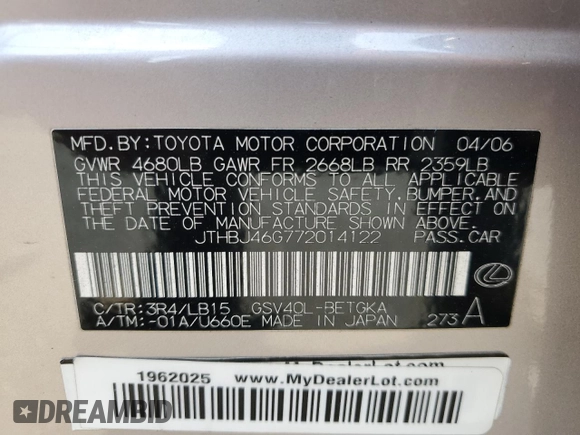 MFD.BY:TOYOTA MOTOR CORPORATION 04/06
GVWR 4680LB GAWR FR 2668LB RR 2359LB
THIS VEHICLE CONFORMS TO ALL APPLICABLE
FEDERAL MOTOR VEHICLE SAFETY,BUMPER,AND
THEFT PREVENTION STANDARDS IN EFFECT ON
THE DATE OF MANUFACTURE SHOWN ABOVE.
JTHBJ46G772014122 PASS.CAR
C/TR:3R4/LB15 GSV40L-BETGKA
A/TM:-01A/U660E MADE IN JAPAN 273 A
1962025 www.MyDealerLot.com
www.MyDealerLot.com
DREAMBID